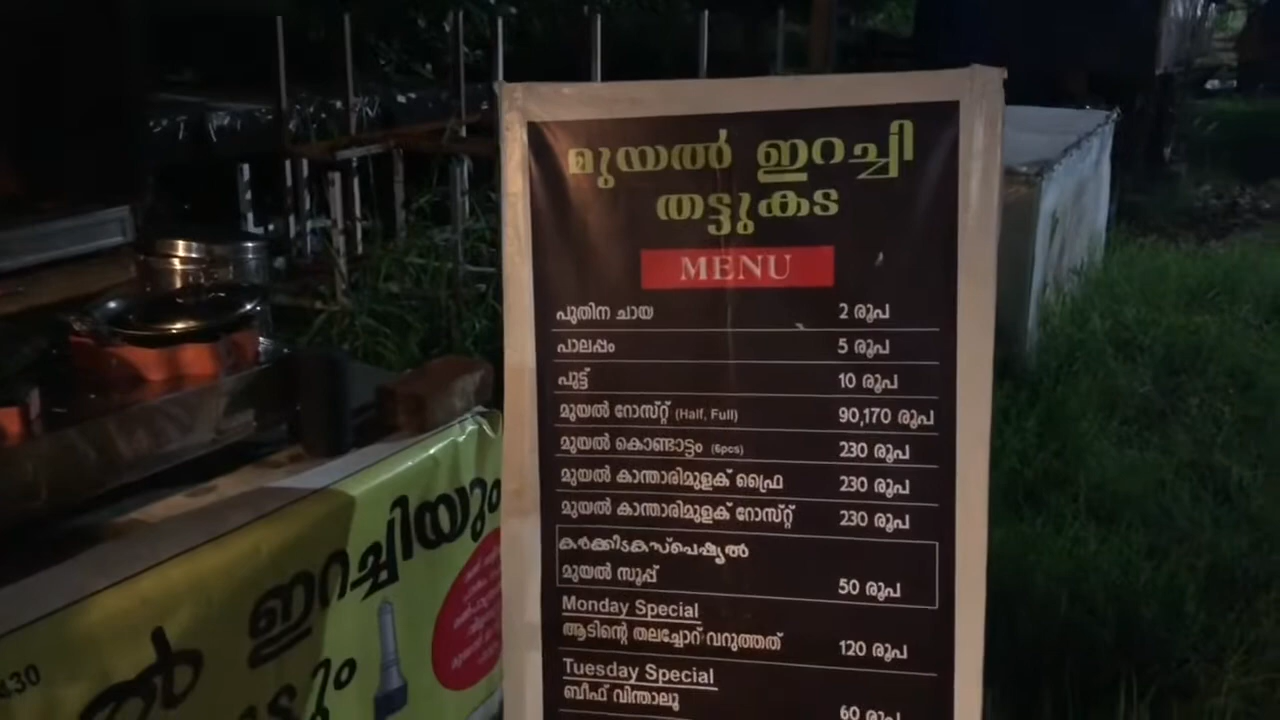 മുയൽ ഇറച്ചി
തട്ടുകട
MENU
പുതിന ചായ 2 രൂപ
പാലപ്പം 5 രൂപ
പുട്ട് 10 രൂപ
മുയൽ റോസ്റ്റ് (Half, Full) 90,170 രൂപ
മുയൽ കൊണ്ടാട്ടം (6pcs) 230 രൂപ
മുയൽ കാന്താരിമുളക് ഫ്രൈ 230 രൂപ
മുയൽ കാന്താരിമുളക് റോസ്റ്റ് 230 രൂപ
കർക്കിടകസ്പെഷ്യൽ
മുയൽ സൂപ്പ് 50 രൂപ
Monday Special
ആടിന്റെ തലച്ചോറ് വറുത്തത് 120 രൂപ
Tuesday Special
ബീഫ് വിന്താലൂ 60 രൂപ
ഇറച്ചിയും